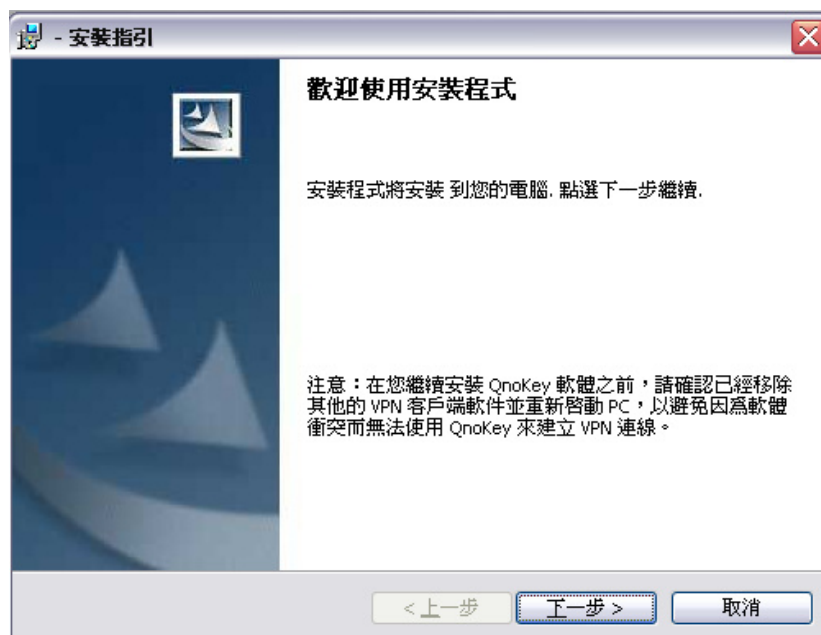 - 安裝指引
歡迎使用安裝程式
安裝程式將安裝 到您的電腦. 點選下一步繼續.
注意：在您繼續安裝 QnoKey 軟體之前，請確認已經移除
其他的 VPN 客戶端軟件並重新啓動 PC，以避免因爲軟體
衝突而無法使用 QnoKey 來建立 VPN 連線。
<上一步
下一步 >
取消